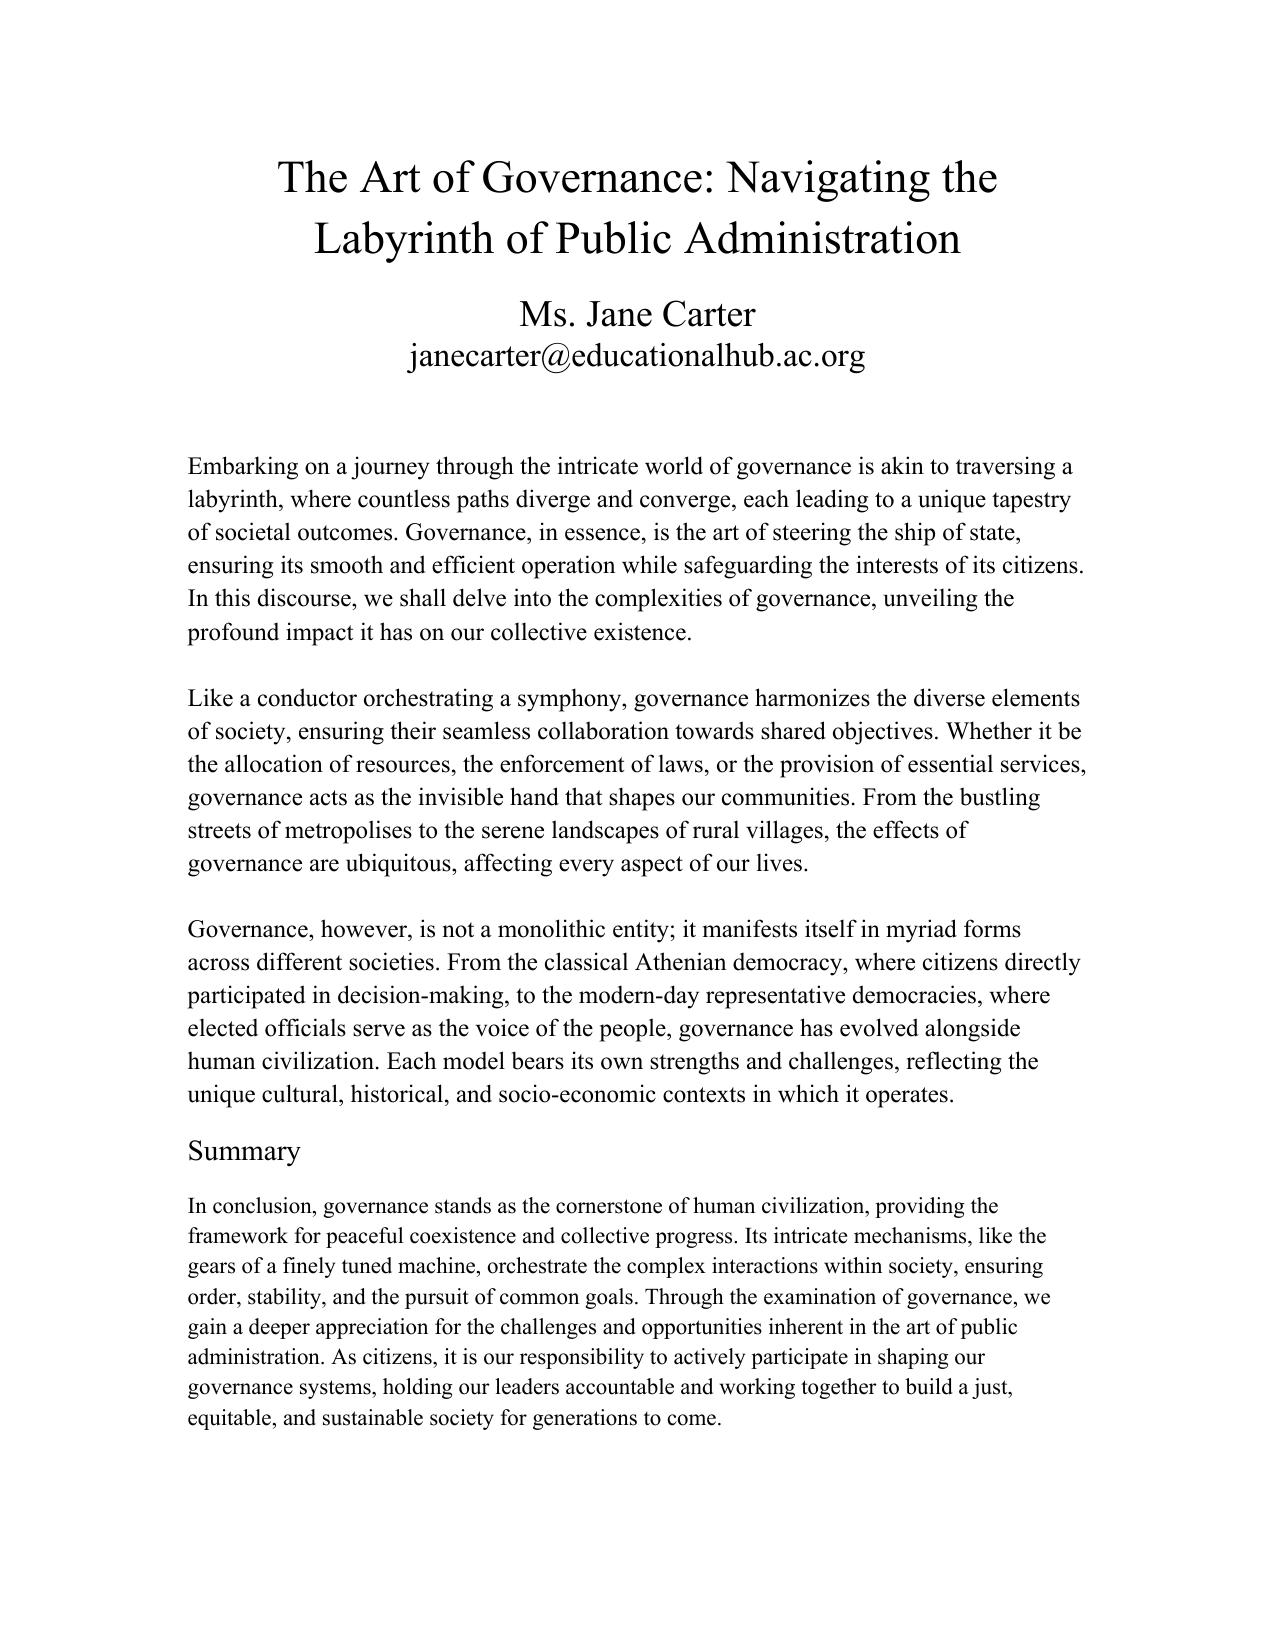 The Art of Governance: Navigating the
Labyrinth of Public Administration
Ms. Jane Carter
janecarter@educationalhub.ac.org
Embarking on a journey through the intricate world of governance is akin to traversing a
labyrinth, where countless paths diverge and converge, each leading to a unique tapestry
of societal outcomes. Governance, in essence, is the art of steering the ship of state,
ensuring its smooth and efficient operation while safeguarding the interests of its citizens.
In this discourse, we shall delve into the complexities of governance, unveiling the
profound impact it has on our collective existence.
Like a conductor orchestrating a symphony, governance harmonizes the diverse elements
of society, ensuring their seamless collaboration towards shared objectives. Whether it be
the allocation of resources, the enforcement of laws, or the provision of essential services,
governance acts as the invisible hand that shapes our communities. From the bustling
streets of metropolises to the serene landscapes of rural villages, the effects of
governance are ubiquitous, affecting every aspect of our lives.
Governance, however, is not a monolithic entity; it manifests itself in myriad forms
across different societies. From the classical Athenian democracy, where citizens directly
participated in decision-making, to the modern-day representative democracies, where
elected officials serve as the voice of the people, governance has evolved alongside
human civilization. Each model bears its own strengths and challenges, reflecting the
unique cultural, historical, and socio-economic contexts in which it operates.
Summary
In conclusion, governance stands as the cornerstone of human civilization, providing the
framework for peaceful coexistence and collective progress. Its intricate mechanisms, like the
gears of a finely tuned machine, orchestrate the complex interactions within society, ensuring
order, stability, and the pursuit of common goals. Through the examination of governance, we
gain a deeper appreciation for the challenges and opportunities inherent in the art of public
administration. As citizens, it is our responsibility to actively participate in shaping our
governance systems, holding our leaders accountable and working together to build a just,
equitable, and sustainable society for generations to come.